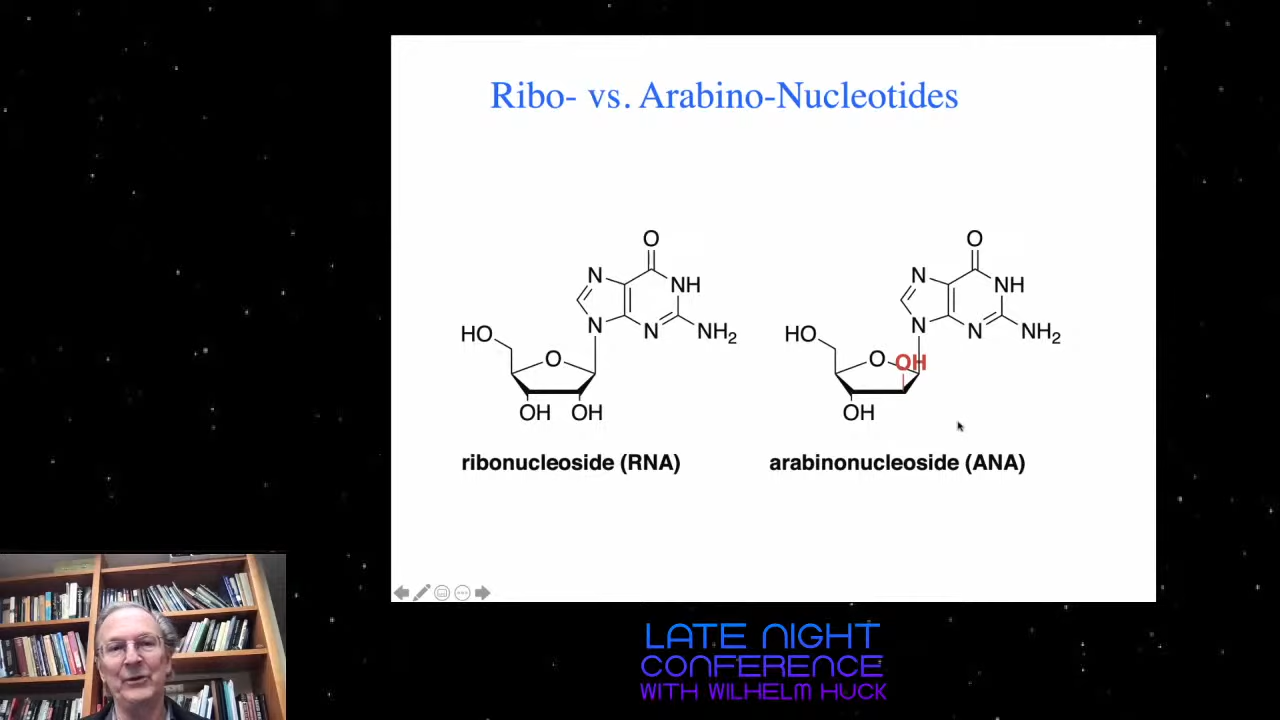 Ribo- vs. Arabino-Nucleotides
O
N
NH
HO
N
N
NH2
O
OH
OH
ribonucleoside (RNA)
O
N
NH
HO
N
N
NH2
O
OH
OH
arabinonucleoside (ANA)
LATE NIGHT
CONFERENCE
WITH WILHELM HUCK